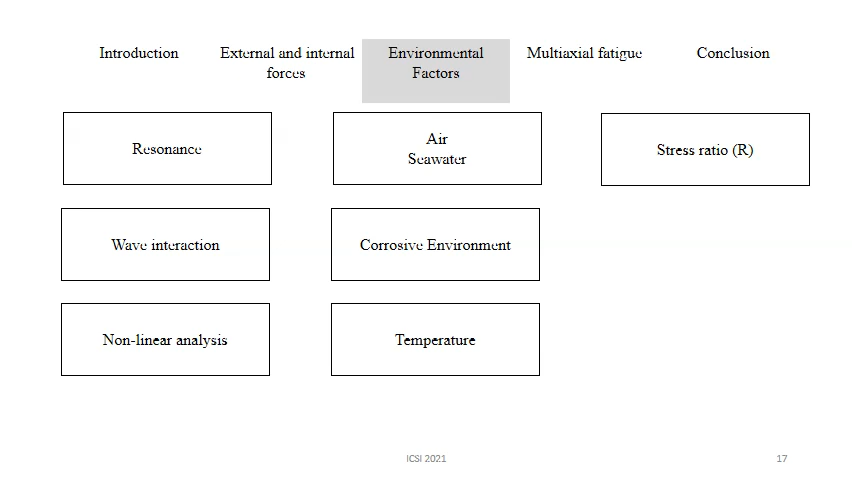 Introduction
External and internal
forces
Environmental
Factors
Multiaxial fatigue
Conclusion
Resonance
Air
Seawater
Stress ratio (R)
Wave interaction
Corrosive Environment
Non-linear analysis
Temperature
ICSI 2021
17